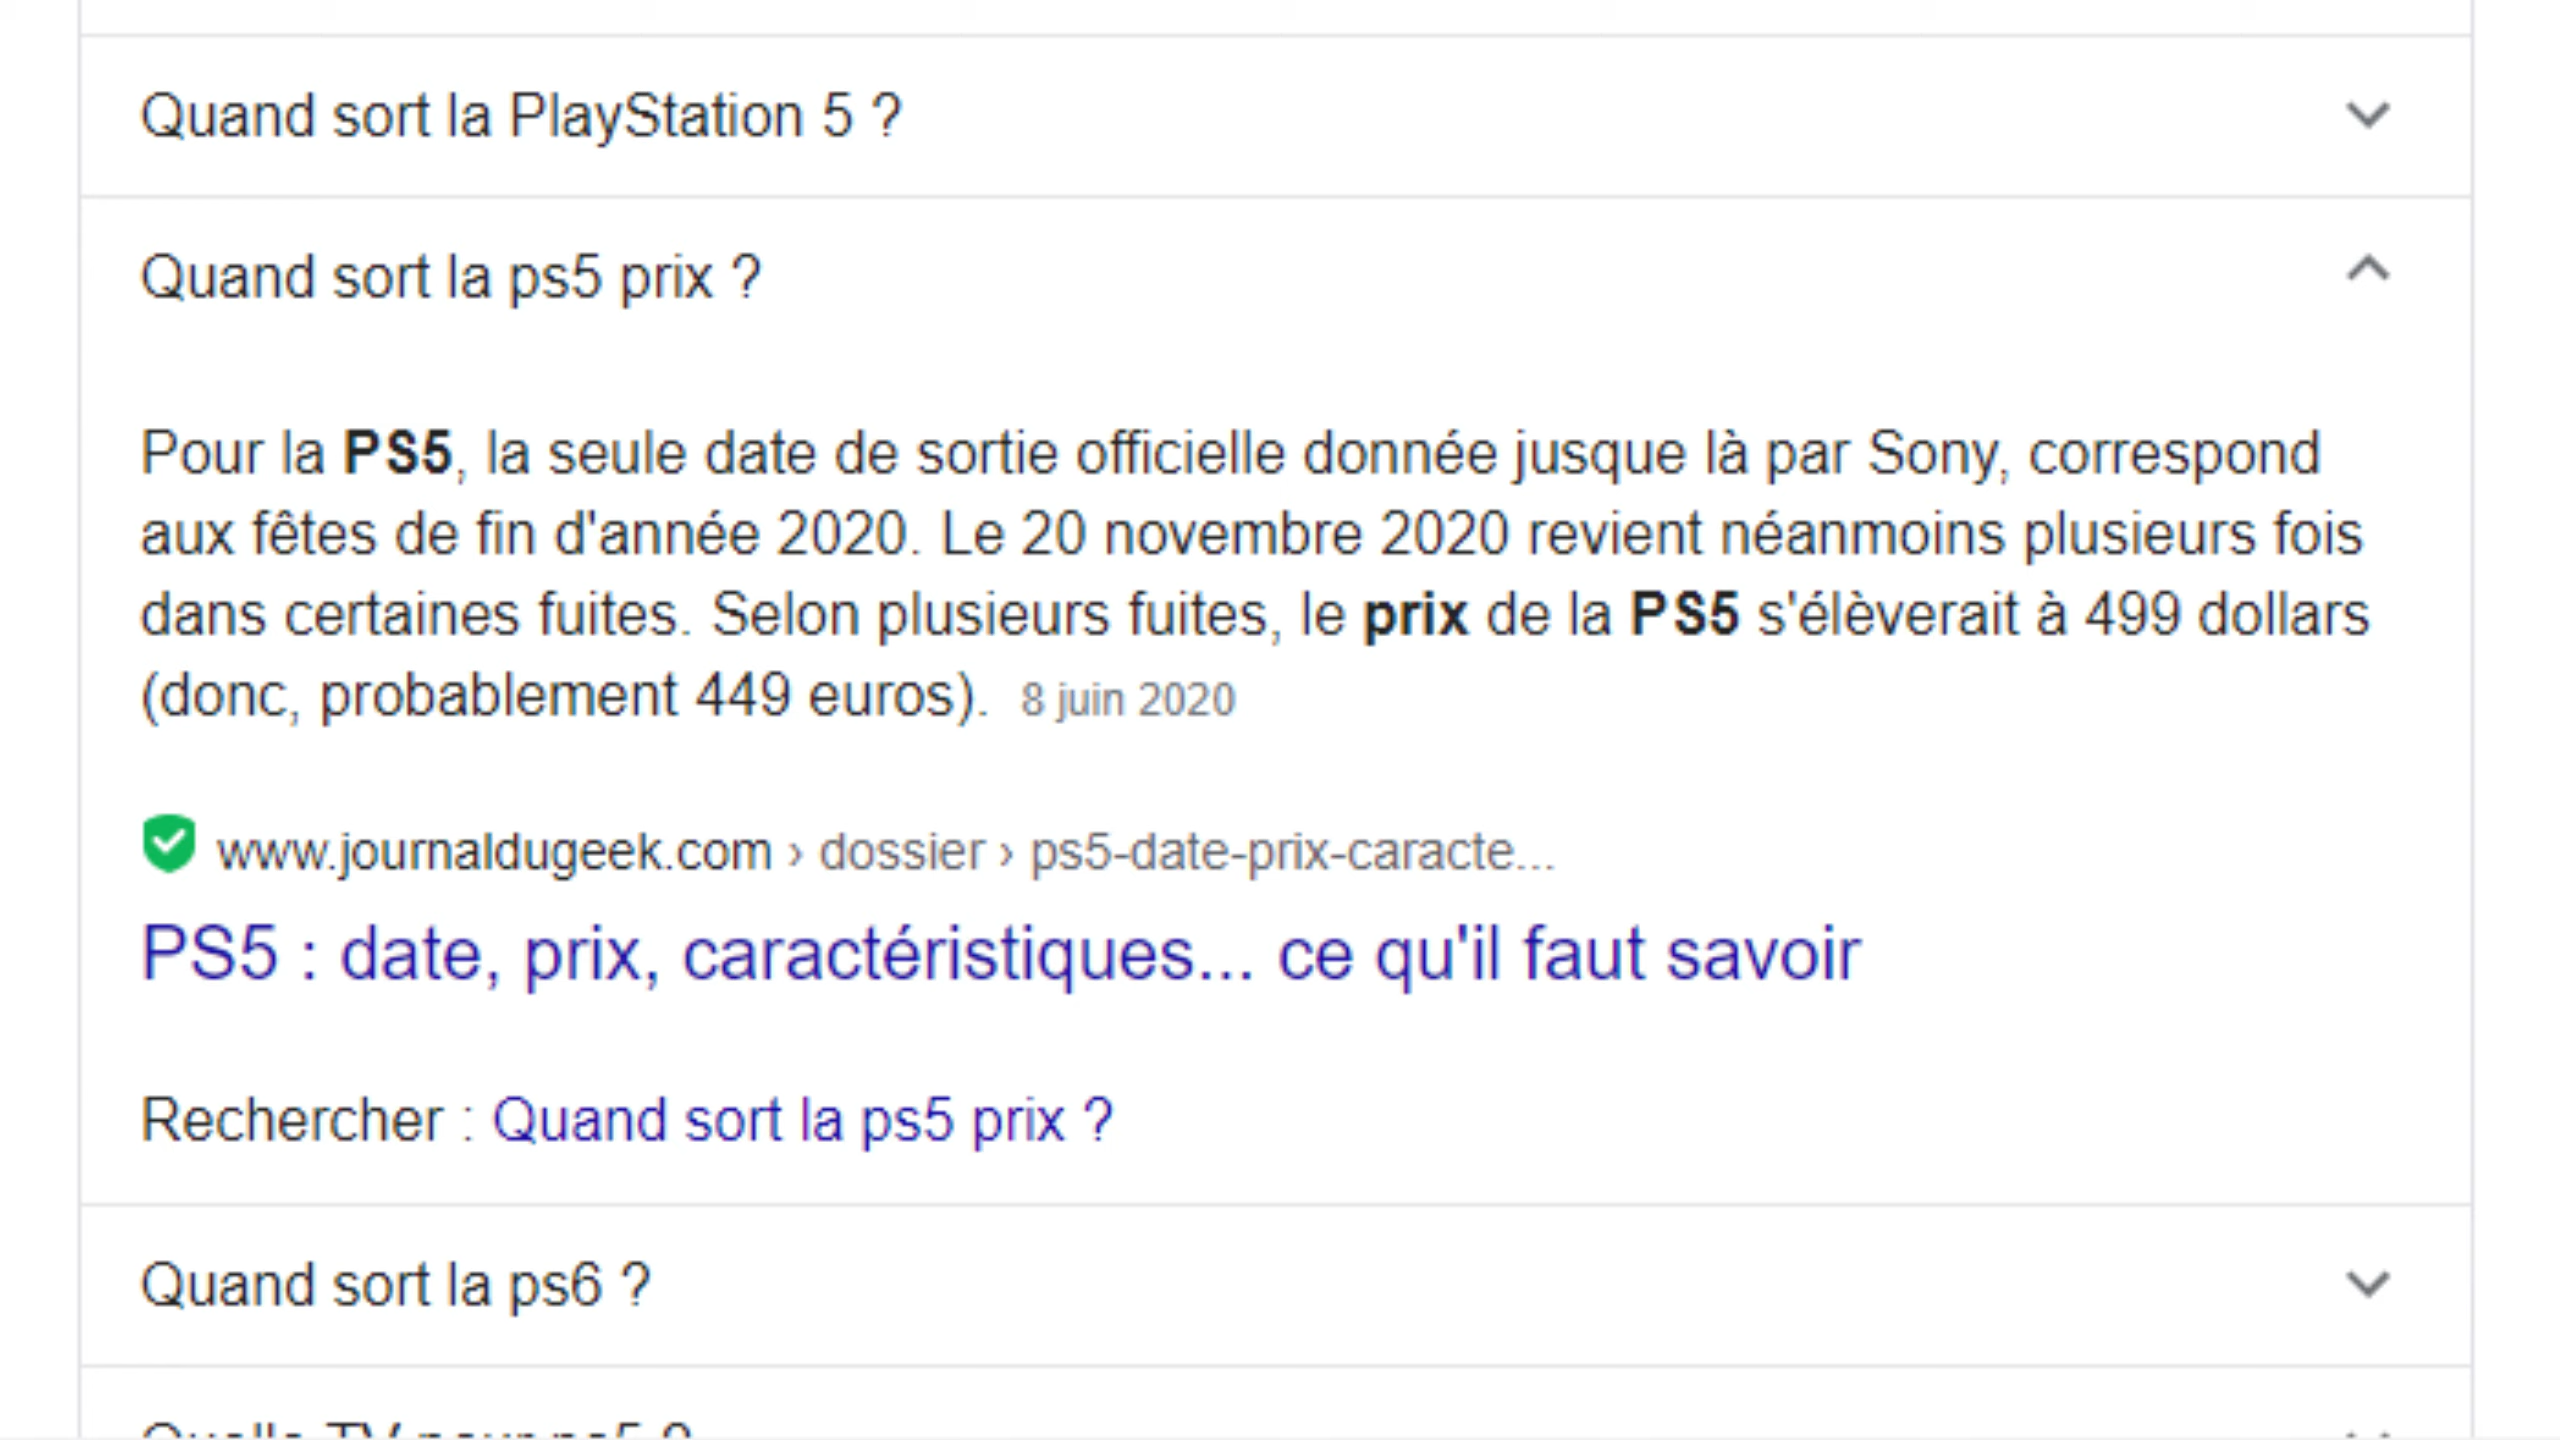 Quand sort la PlayStation 5 ?
Quand sort la ps5 prix ?
Pour la PS5, la seule date de sortie officielle donnée jusque là par Sony, correspond
aux fêtes de fin d'année 2020. Le 20 novembre 2020 revient néanmoins plusieurs fois
dans certaines fuites. Selon plusieurs fuites, le prix de la PS5 s'élèverait à 499 dollars
(donc, probablement 449 euros). 8 juin 2020
www.journaldugeek.com › dossier › ps5-date-prix-caracte...
PS5 : date, prix, caractéristiques... ce qu'il faut savoir
Rechercher : Quand sort la ps5 prix ?
Quand sort la ps6 ?
Quelle TV pour ps5 ?